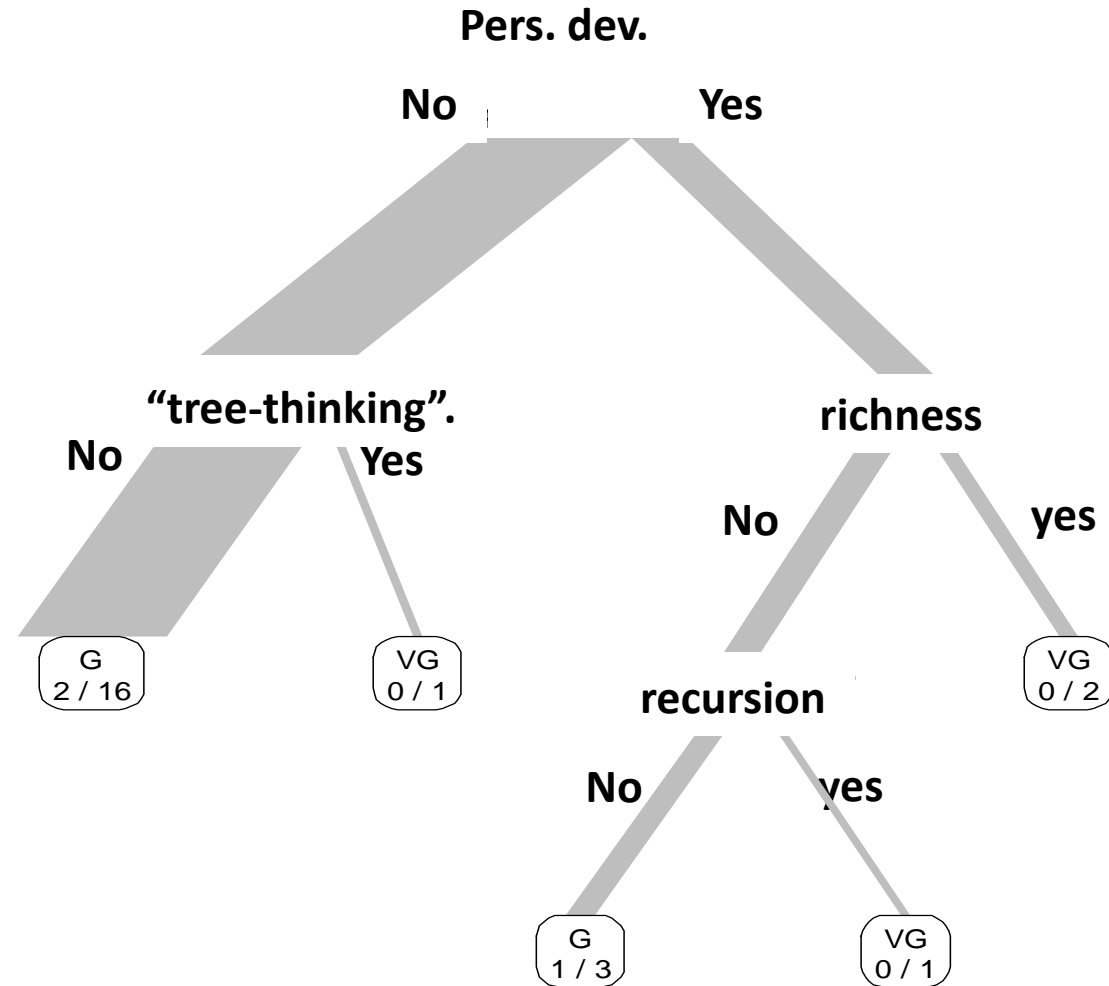 Pers. dev.
No
Yes
“tree-thinking”.
No
Yes
richness
No
yes
G
2 / 16
VG
0 / 1
VG
0 / 2
recursion
No
yes
G
1 / 3
VG
0 / 1